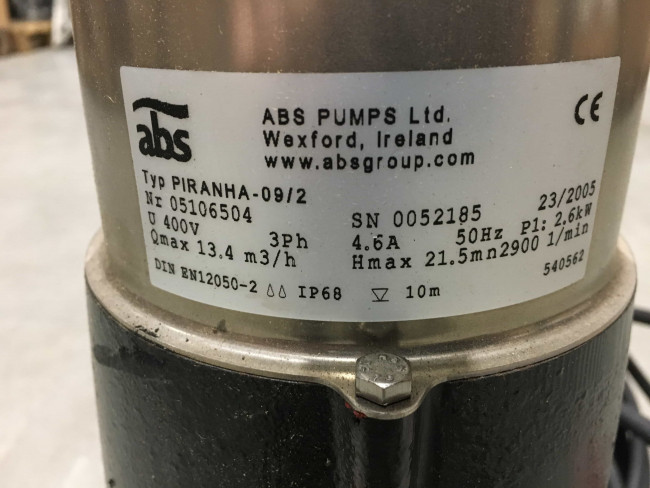 abs
ABS PUMPS Ltd.
Wexford, Ireland
www.absgroup.com
CE
Typ PIRANHA-09/2
Nr 05106504 SN 0052185 23/2005
U 400V 3Ph 4.6A 50Hz P1: 2.6kW
Qmax 13.4 m3/h Hmax 21.5mn2900 1/min
DIN EN12050-2 IP68 10m 540562